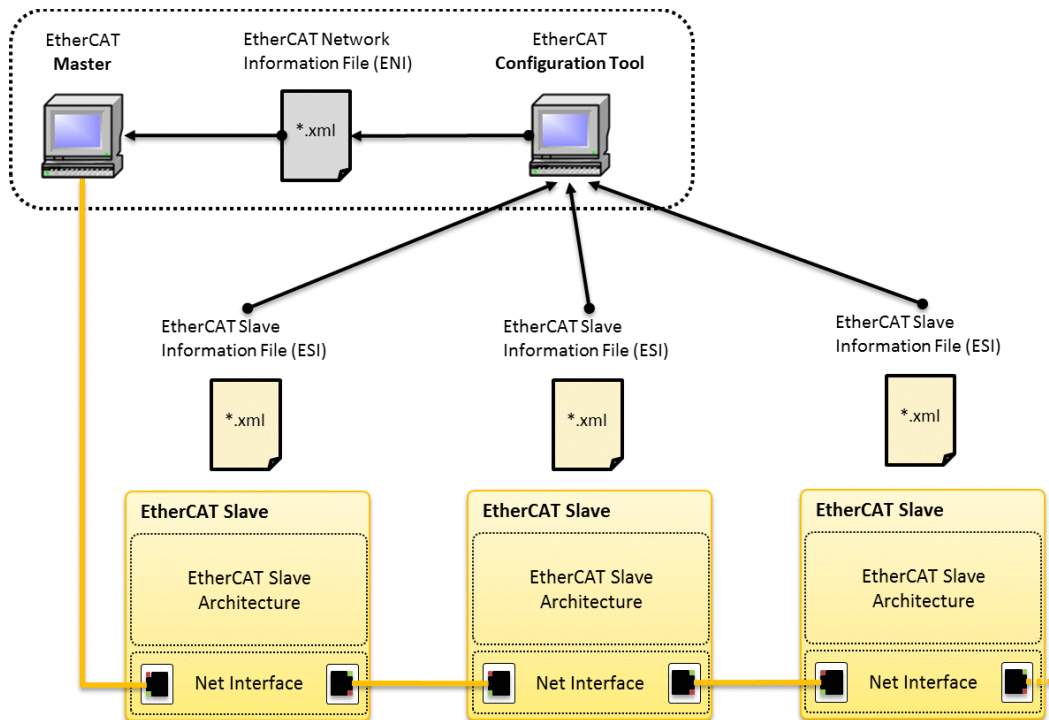 EtherCAT
Master
EtherCAT Network
Information File (ENI)
EtherCAT
Configuration Tool
*.xml
EtherCAT Slave
Information File (ESI)
EtherCAT Slave
Information File (ESI)
EtherCAT Slave
Information File (ESI)
*.xml
*.xml
*.xml
EtherCAT Slave
EtherCAT Slave
Architecture
Net Interface
EtherCAT Slave
EtherCAT Slave
Architecture
Net Interface
EtherCAT Slave
EtherCAT Slave
Architecture
Net Interface